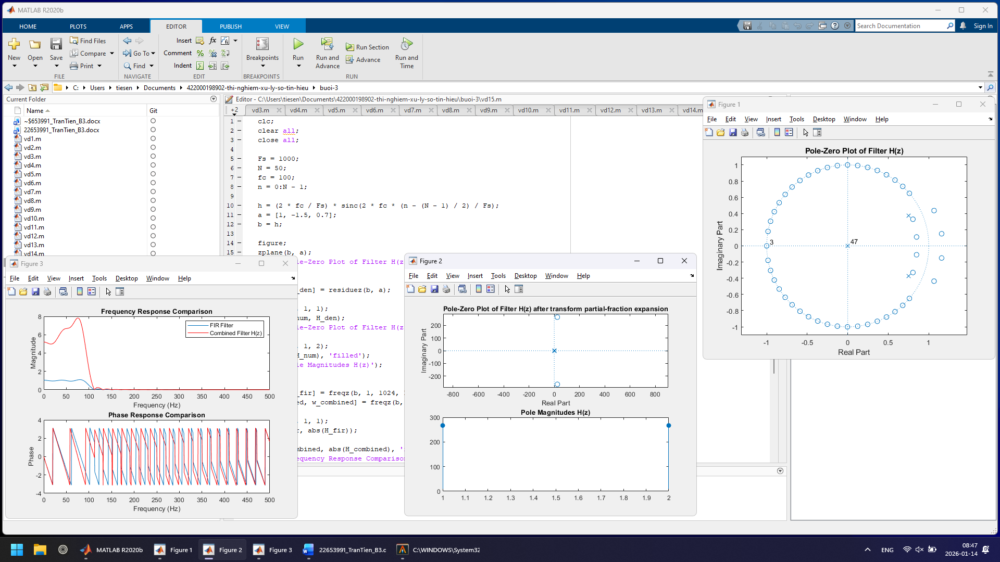 MATLAB R2020b
HOME PLOTS APPS EDITOR PUBLISH VIEW
Search Documentation
Sign In
New Open Save Find Files Compare Print
FILE
Go To Find
NAVIGATE
Insert fx
Comment
Indent
EDIT
Breakpoints
BREAKPOINTS
Run Run and Advance Run Section Advance Run and Time
RUN
C: Users tiesen Documents 422000198902-thi-nghiem-xu-ly-so-tin-hieu buoi-3
Current Folder
Name Git
~$653991_TranTien_B3.docx
22653991_TranTien_B3.docx
vd1.m
vd2.m
vd3.m
vd4.m
vd5.m
vd6.m
vd7.m
vd8.m
vd9.m
vd10.m
vd11.m
vd12.m
vd13.m
vd14.m
Editor - C:\Users\tiesen\Documents\422000198902-thi-nghiem-xu-ly-so-tin-hieu\buoi-3\vd15.m
+2 vd3.m vd4.m vd5.m vd6.m vd7.m vd8.m vd9.m vd10.m vd11.m vd12.m vd13.m vd14.m
1 clc;
2 clear all;
3 close all;
4
5 Fs = 1000;
6 N = 50;
7 fc = 100;
8 n = 0:N - 1;
9
10 h = (2 * fc / Fs) * sinc(2 * fc * (n - (N - 1) / 2) / Fs);
11 a = [1, -1.5, 0.7];
12 b = h;
13
14 figure;
15 zplane(b, a);
le-Zero Plot of Filter H(z
_den] = residuez(b, a);
, 1, 1);
num, H_den);
le-Zero Plot of Filter H(z
, 1, 2);
H_num), 'filled');
le Magnitudes H(z)');
_fir] = freqz(b, 1, 1024,
ed, w_combined] = freqz(b,
, 1, 1);
r, abs(H_fir));
mbined, abs(H_combined), '
equency Response Comparison
Figure 1
File Edit View Insert Tools Desktop Window Help
Pole-Zero Plot of Filter H(z)
1
0.8
0.6
0.4
0.2
0
-0.2
-0.4
-0.6
-0.8
-1
Imaginary Part
3
47
-1 -0.5 0 0.5 1
Real Part
Figure 3
File Edit View Insert Tools Desktop Window Help
Frequency Response Comparison
8
6
4
2
0
Magnitude
FIR Filter
Combined Filter H(z)
0 50 100 150 200 250 300 350 400 450 500
Frequency (Hz)
Phase Response Comparison
4
2
0
-2
-4
Phase
0 50 100 150 200 250 300 350 400 450 500
Frequency (Hz)
Figure 2
File Edit View Insert Tools Desktop Window Help
Pole-Zero Plot of Filter H(z) after transform partial-fraction expansion
200
100
0
-100
-200
Imaginary Part
-800 -600 -400 -200 0 200 400 600 800
Real Part
Pole Magnitudes H(z)
300
200
100
0
1 1.1 1.2 1.3 1.4 1.5 1.6 1.7 1.8 1.9 2
MATLAB R2020b
Figure 1
Figure 2
Figure 3
22653991_TranTien_B3.c
C:\WINDOWS\System32
ENG
08:47
2026-01-14